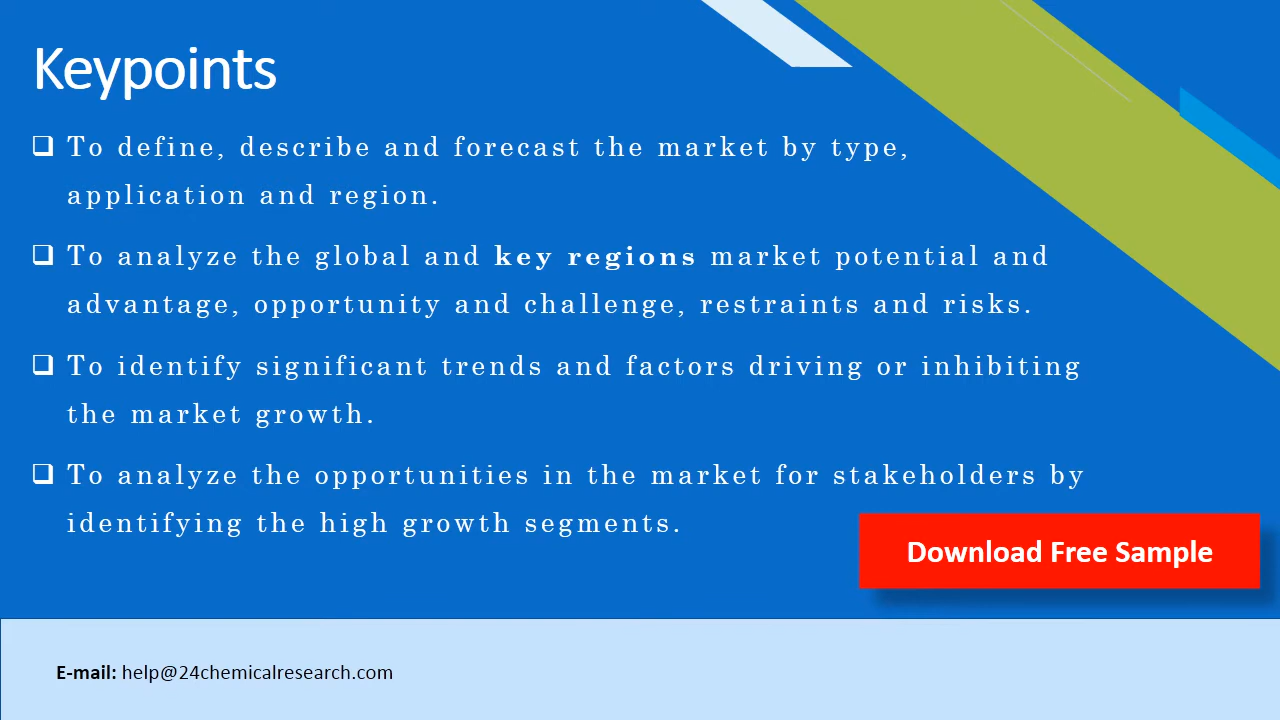 Keypoints
❑ To define, describe and forecast the market by type,
application and region.
❑ To analyze the global and key regions market potential and
advantage, opportunity and challenge, restraints and risks.
❑ To identify significant trends and factors driving or inhibiting
the market growth.
❑ To analyze the opportunities in the market for stakeholders by
identifying the high growth segments.
Download Free Sample
E-mail: help@24chemicalresearch.com